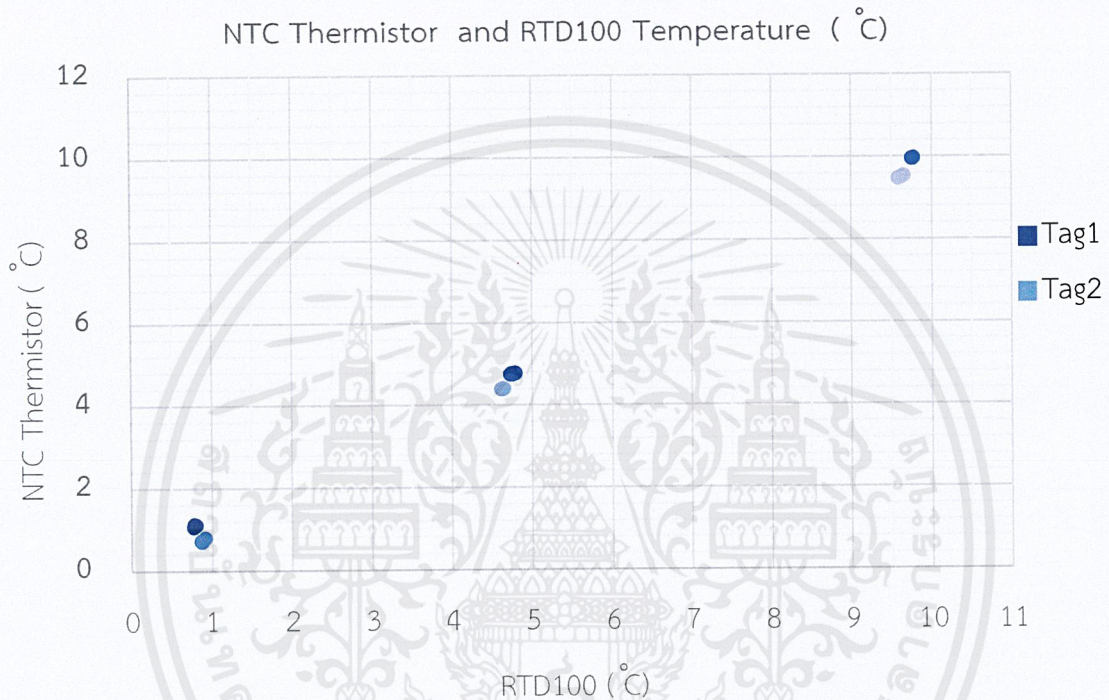 NTC Thermistor and RTD100 Temperature ( °C)
12
10
8
6
4
2
0
NTC Thermistor ( °C)
0 1 2 3 4 5 6 7 8 9 10 11
RTD100 ( °C)
Tag1
Tag2